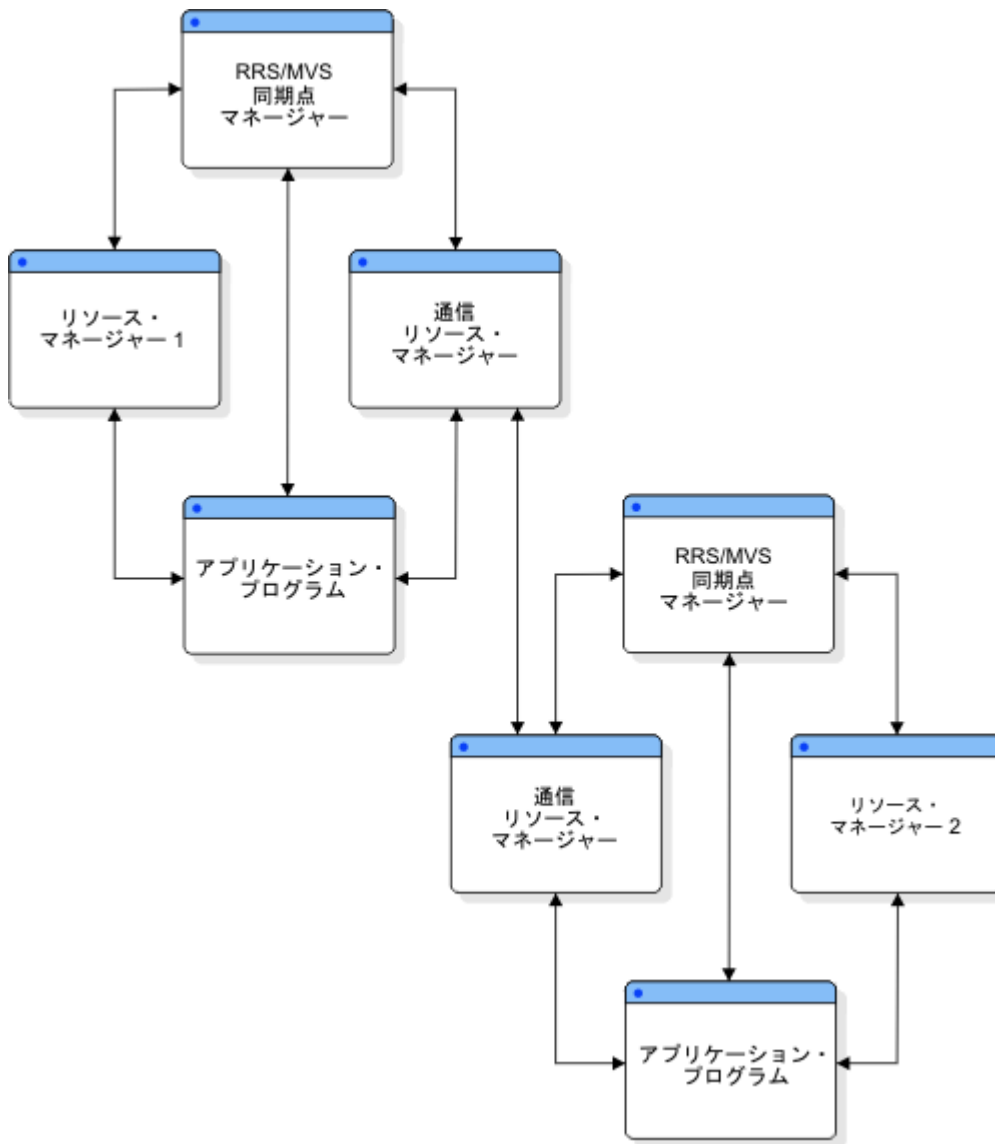 RRS/MVS
同期点
マネージャー
リソース・
マネージャー 1
通信
リソース・
マネージャー
アプリケーション・
プログラム
RRS/MVS
同期点
マネージャー
通信
リソース・
マネージャー
リソース・
マネージャー 2
アプリケーション・
プログラム